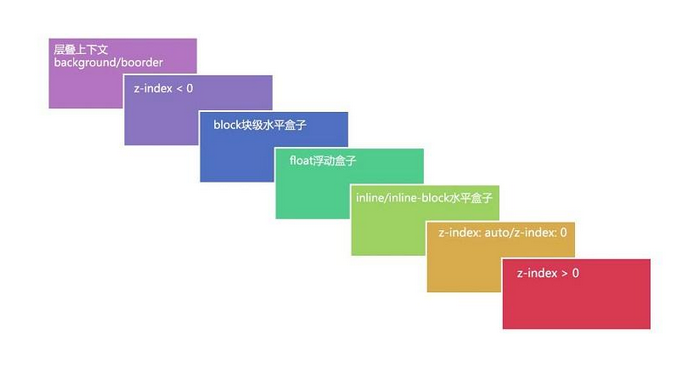 层叠上下文
background/boorder
z-index < 0
block块级水平盒子
float浮动盒子
inline/inline-block水平盒子
z-index: auto/z-index: 0
z-index > 0